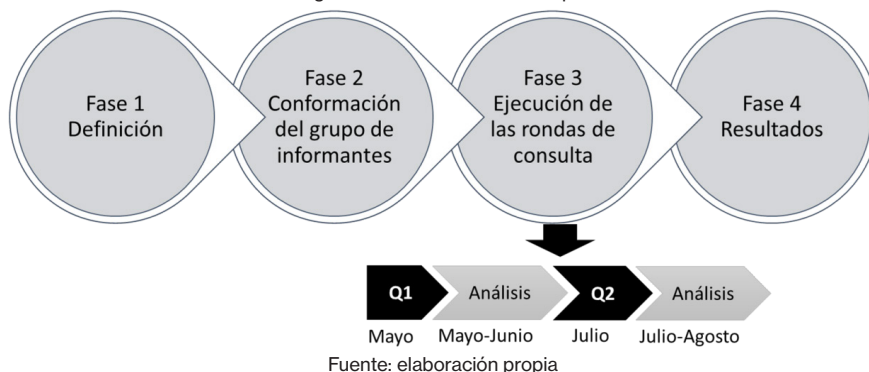 Fase 1
Definición
Fase 2
Conformación
del grupo de
informantes
Fase 3
Ejecución de
las rondas de
consulta
Fase 4
Resultados
Q1
Análisis
Q2
Análisis
Mayo
Mayo-Junio
Julio
Julio-Agosto
Fuente: elaboración propia